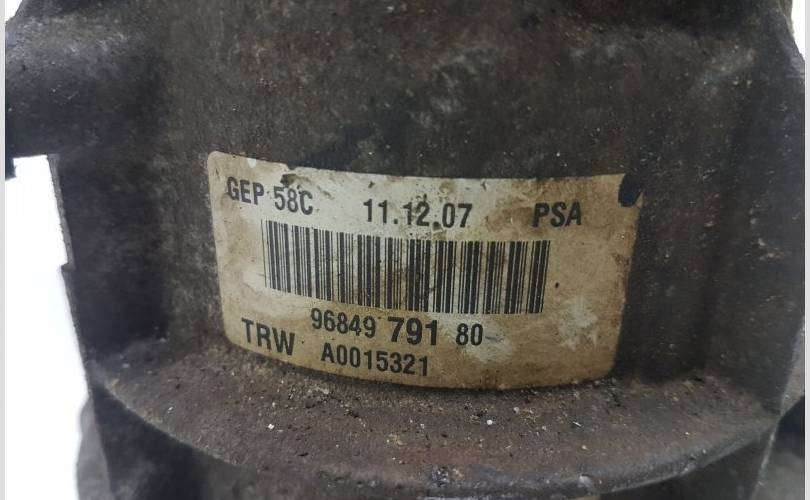 GEP 58C 11.12.07 PSA
96849 791 80
TRW A0015321